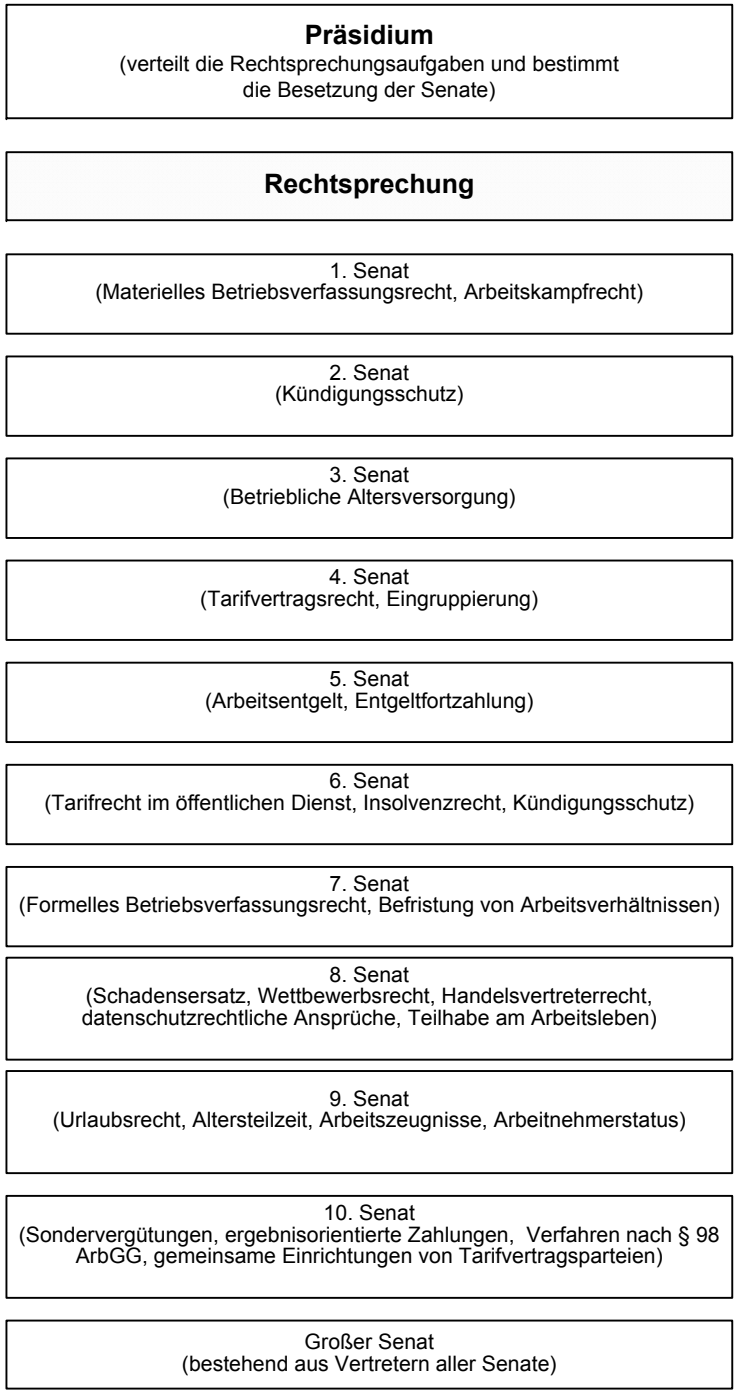 Präsidium
(verteilt die Rechtsprechungsaufgaben und bestimmt
die Besetzung der Senate)
Rechtsprechung
1. Senat
(Materielles Betriebsverfassungsrecht, Arbeitskampfrecht)
2. Senat
(Kündigungsschutz)
3. Senat
(Betriebliche Altersversorgung)
4. Senat
(Tarifvertragsrecht, Eingruppierung)
5. Senat
(Arbeitsentgelt, Entgeltfortzahlung)
6. Senat
(Tarifrecht im öffentlichen Dienst, Insolvenzrecht, Kündigungsschutz)
7. Senat
(Formelles Betriebsverfassungsrecht, Befristung von Arbeitsverhältnissen)
8. Senat
(Schadensersatz, Wettbewerbsrecht, Handelsvertreterrecht,
datenschutzrechtliche Ansprüche, Teilhabe am Arbeitsleben)
9. Senat
(Urlaubsrecht, Altersteilzeit, Arbeitszeugnisse, Arbeitnehmerstatus)
10. Senat
(Sondervergütungen, ergebnisorientierte Zahlungen, Verfahren nach § 98
ArbGG, gemeinsame Einrichtungen von Tarifvertragsparteien)
Großer Senat
(bestehend aus Vertretern aller Senate)